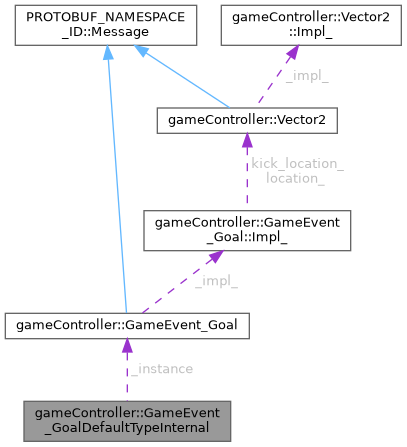 PROTOBUF_NAMESPACE
_ID::Message
gameController::Vector2
::Impl_
_impl_
gameController::Vector2
kick_location_
location_
gameController::GameEvent
_Goal::Impl_
_impl_
gameController::GameEvent_Goal
_instance
gameController::GameEvent
_GoalDefaultTypeInternal